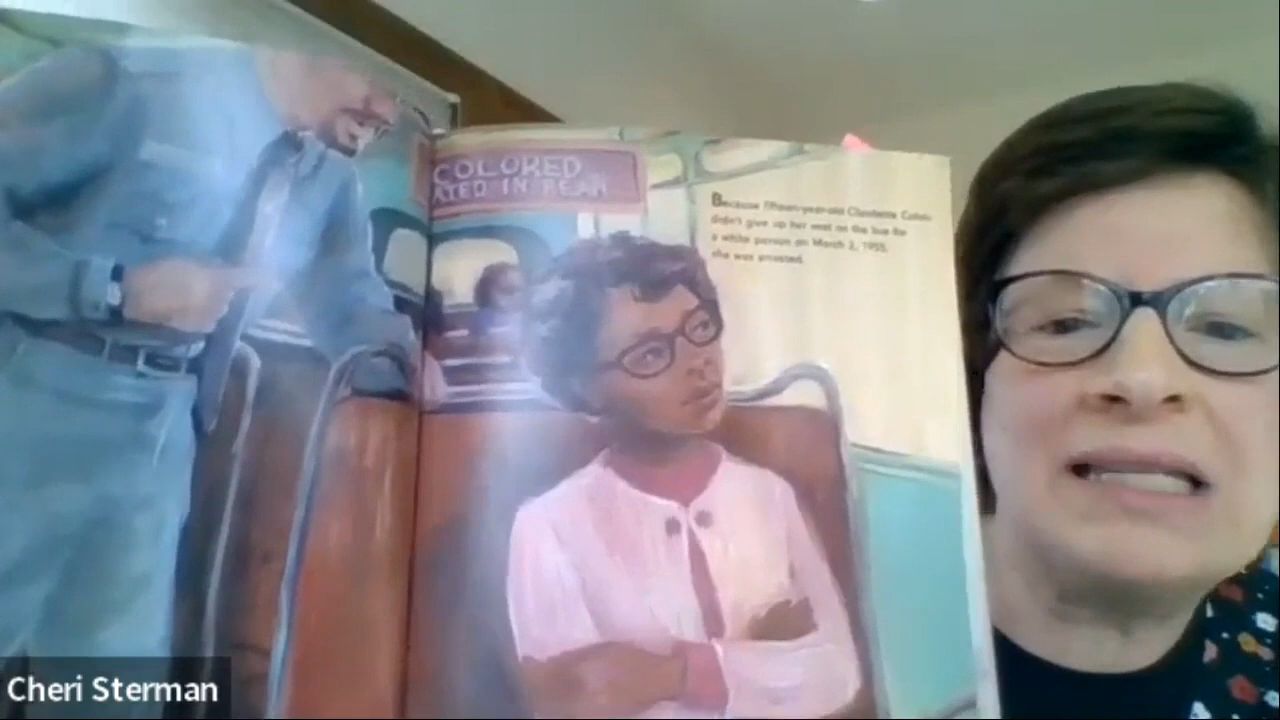 COLORED
ATED IN REAR
Because fifteen-year-old Claudette Colvin
didn't give up her seat on the bus for
a white person on March 2, 1955,
she was arrested.
Cheri Sterman